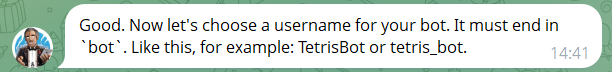 Good. Now let's choose a username for your bot. It must end in
`bot`. Like this, for example: TetrisBot or tetris_bot.
14:41